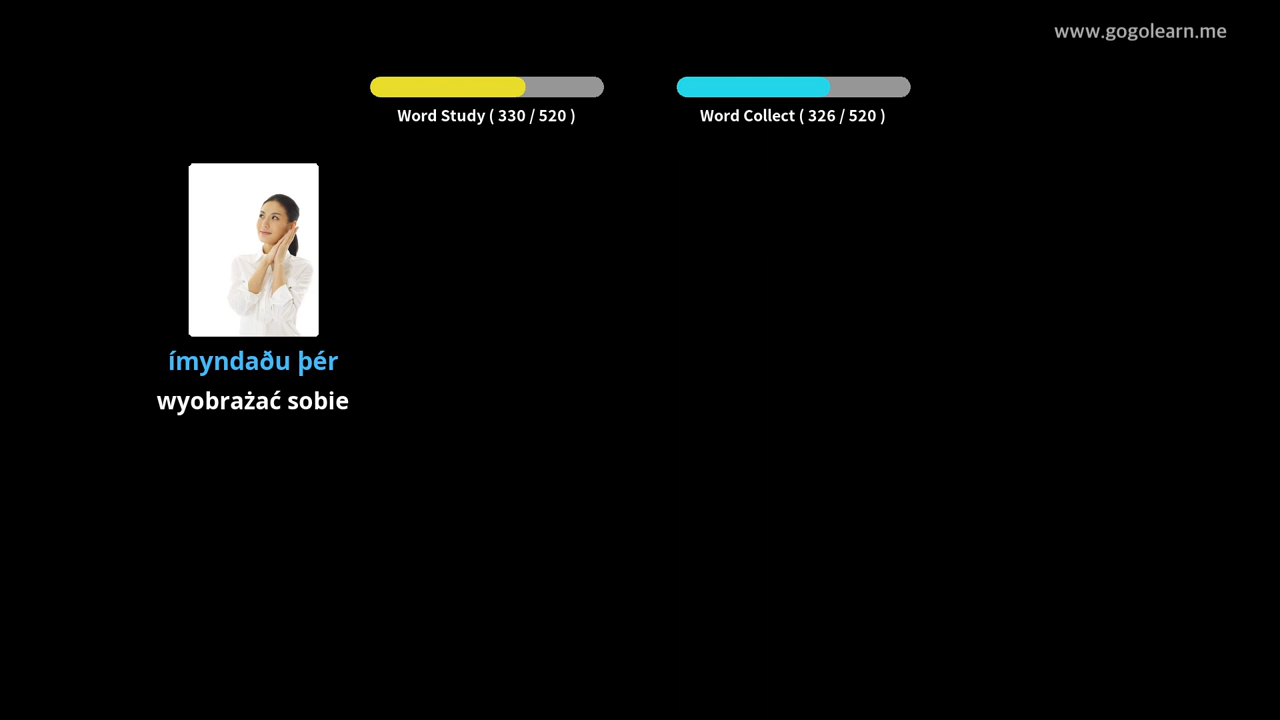 www.gogolearn.me
Word Study ( 330 / 520 )
Word Collect ( 326 / 520 )
ímyndaðu þér
wyobrażać sobie